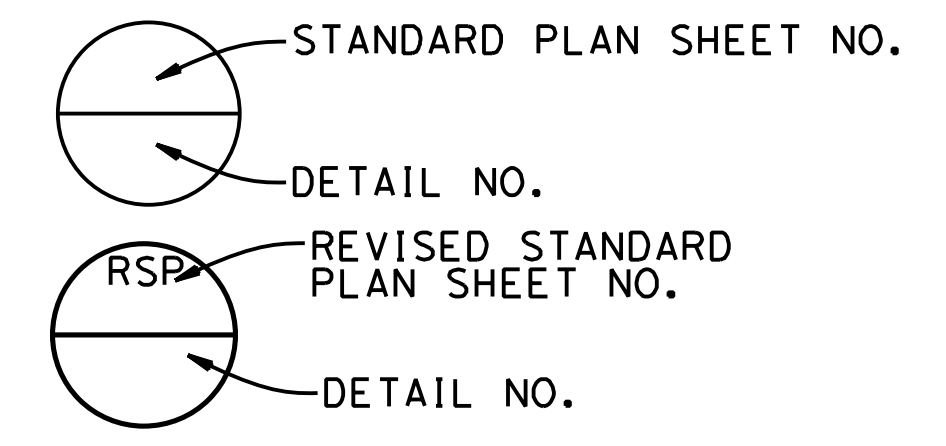 STANDARD PLAN SHEET NO.
DETAIL NO.
REVISED STANDARD
RSP
PLAN SHEET NO.
DETAIL NO.